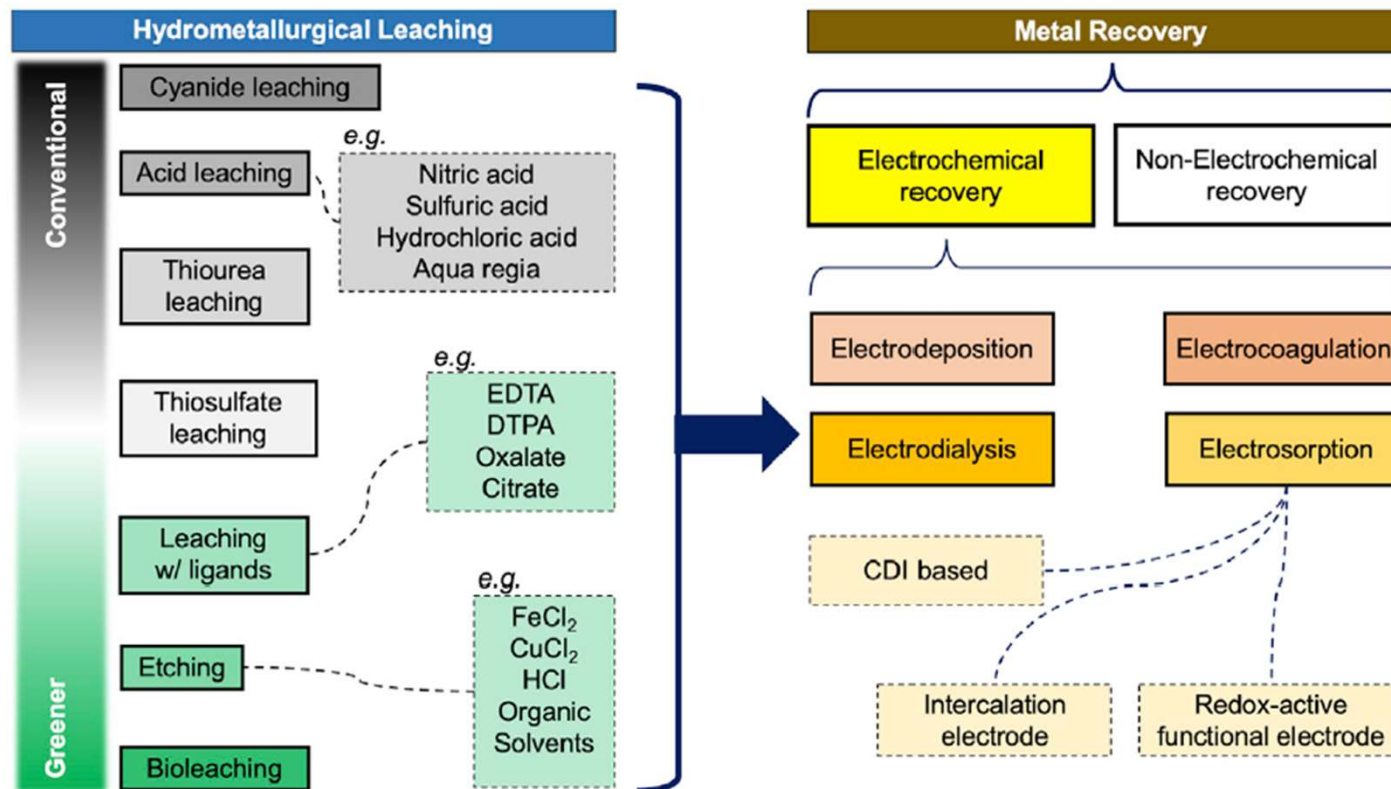 Hydrometallurgical Leaching
Conventional
Greener
Cyanide leaching
Acid leaching
e.g.
Nitric acid
Sulfuric acid
Hydrochloric acid
Aqua regia
Thiourea
leaching
Thiosulfate
leaching
e.g.
EDTA
DTPA
Oxalate
Citrate
Leaching
w/ ligands
e.g.
FeCl₂
CuCl₂
HCl
Organic
Solvents
Etching
Bioleaching
Metal Recovery
Electrochemical
recovery
Non-Electrochemical
recovery
Electrodeposition
Electrocoagulation
Electrodialysis
Electrosorption
CDI based
Intercalation
electrode
Redox-active
functional electrode